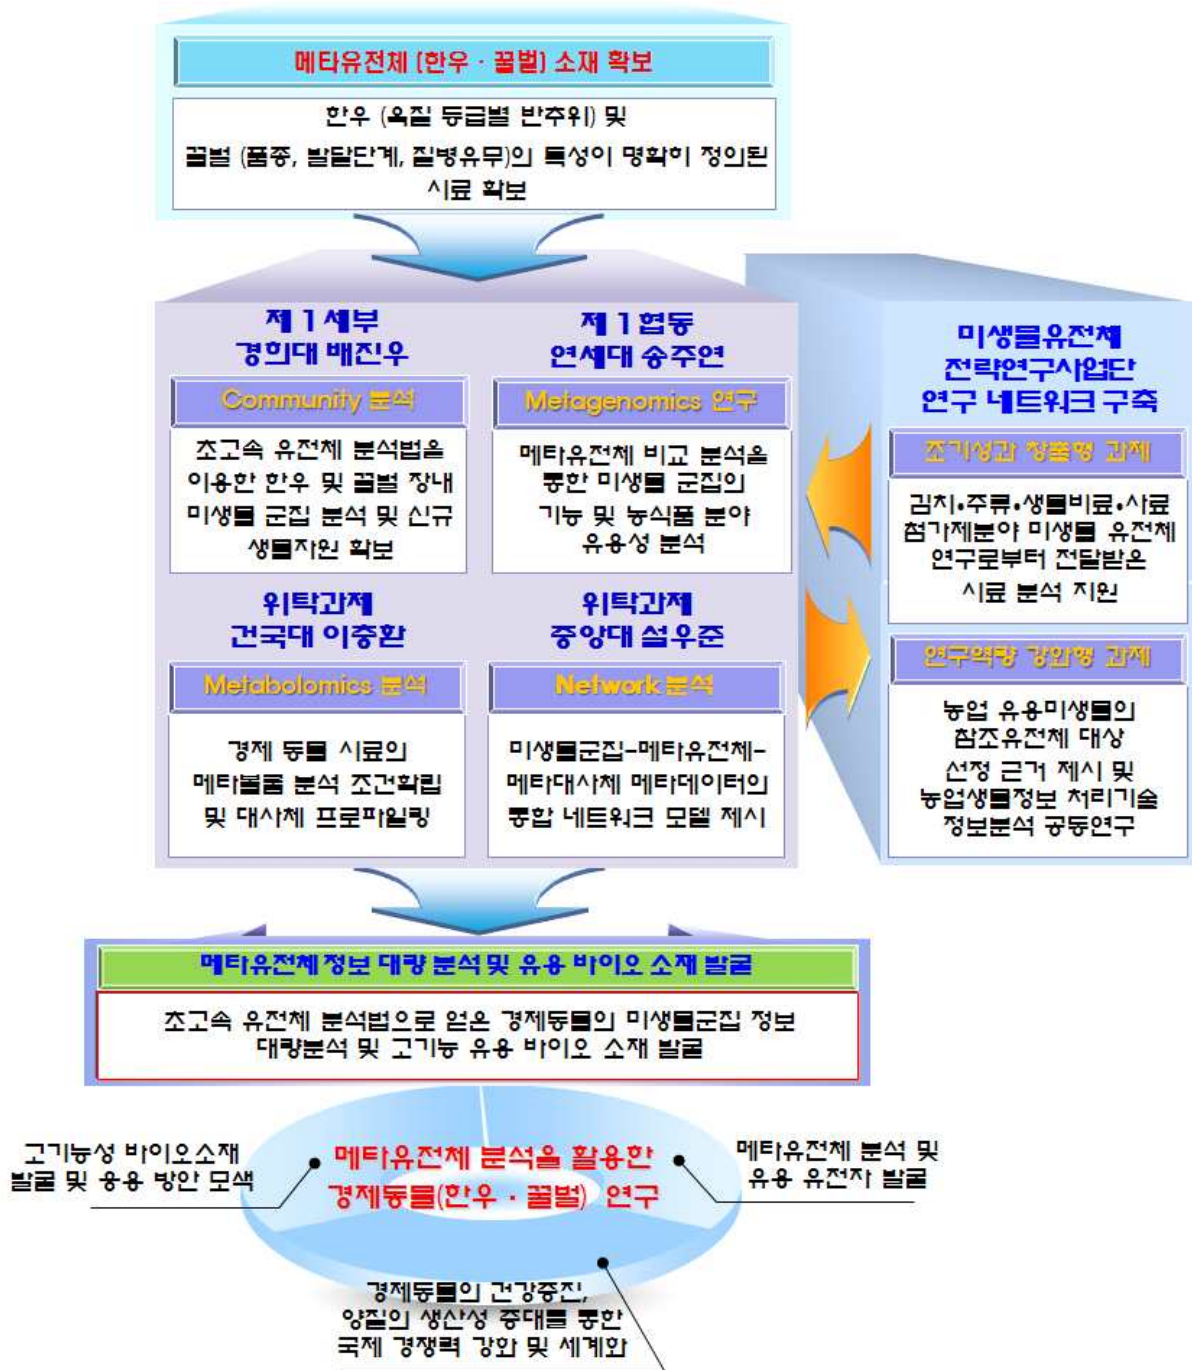 메타유전체 (한우 · 꿀벌) 소재 확보
한우 (육질 등급별 반추위) 및
꿀벌 (품종, 발달단계, 질병유무)의 특성이 명확히 정의된
시료 확보
제 1 세부
경희대 배진우
Community 분석
초고속 유전체 분석법을
이용한 한우 및 꿀벌 장내
미생물 군집 분석 및 신규
생물자원 확보
제 1 협동
연세대 송주연
Metagenomics 연구
메타유전체 비교 분석을
통한 미생물 군집의
기능 및 농식품 분야
유용성 분석
위탁과제
건국대 이충환
Metabolomics 분석
경제 동물 시료의
메타볼롬 분석 조건확립
및 대사체 프로파일링
위탁과제
중앙대 설우준
Network 분석
미생물군집-메타유전체-
메타대사체 메타데이터의
통합 네트워크 모델 제시
미생물유전체
전략연구사업단
연구 네트워크 구축
조기성과 창출형 과제
김치·주류·생물비료·사료
첨가제분야 미생물 유전체
연구로부터 전달받은
시료 분석 지원
연구역량 강화형 과제
농업 유용미생물의
참조유전체 대상
선정 근거 제시 및
농업생물정보 처리기술
정보분석 공동연구
메타유전체 정보 대량 분석 및 유용 바이오 소재 발굴
초고속 유전체 분석법으로 얻은 경제동물의 미생물군집 정보
대량분석 및 고기능 유용 바이오 소재 발굴
고기능성 바이오소재
발굴 및 응용 방안 모색
메타유전체 분석을 활용한
경제동물(한우 · 꿀벌) 연구
메타유전체 분석 및
유용 유전자 발굴
경제동물의 건강증진,
양질의 생산성 증대를 통한
국제 경쟁력 강화 및 세계화